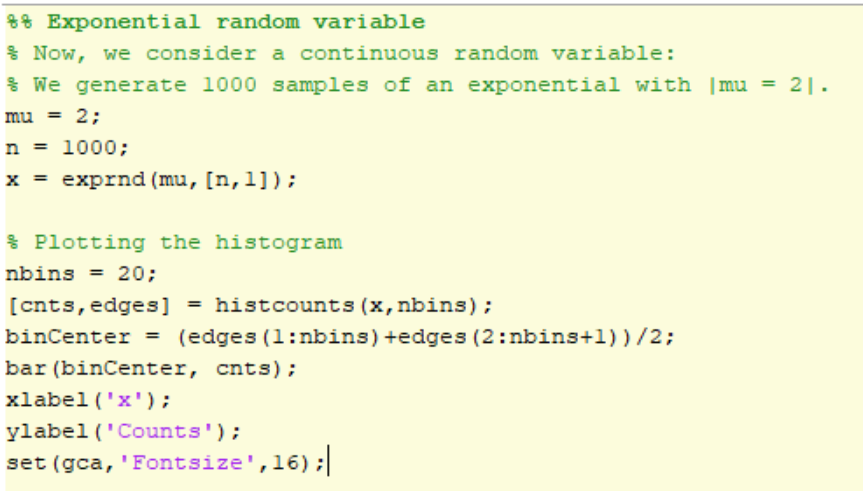 %% Exponential random variable
% Now, we consider a continuous random variable:
% We generate 1000 samples of an exponential with |mu = 2|.
mu = 2;
n = 1000;
x = exprnd(mu,[n,1]);
% Plotting the histogram
nbins = 20;
[cnts,edges] = histcounts(x,nbins);
binCenter = (edges(1:nbins)+edges(2:nbins+1))/2;
bar(binCenter, cnts);
xlabel('x');
ylabel('Counts');
set(gca,'Fontsize',16);